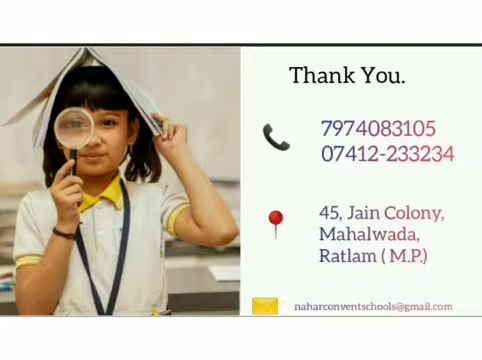 Thank You.
7974083105
07412-233234
45, Jain Colony,
Mahalwada,
Ratlam ( M.P.)
naharconventschools@gmail.com